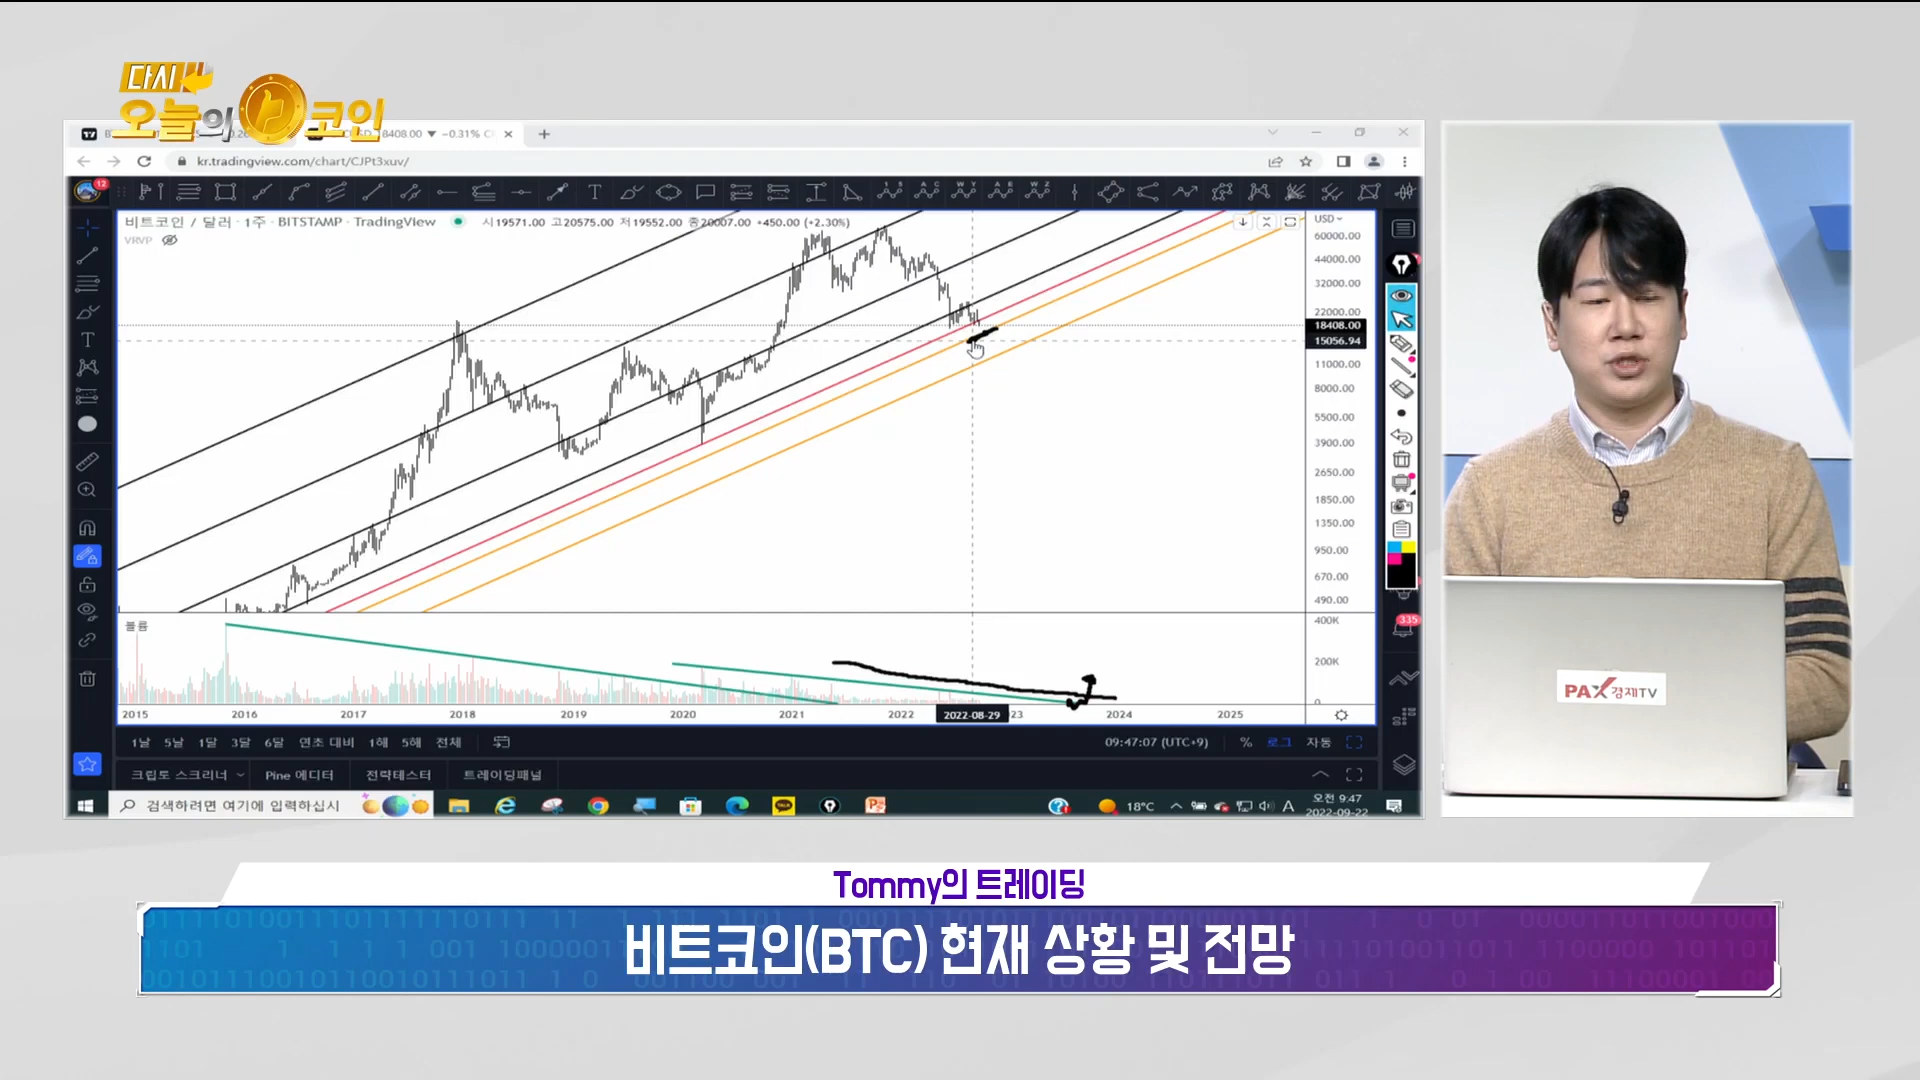 다시
오늘의 코인
18408.00 ▼ −0.31%
kr.tradingview.com/chart/CJPt3xuv/
12
비트코인 / 달러 · 1주 · BITSTAMP · TradingView
시19571.00 고20575.00 저19552.00 종20007.00 +450.00 (+2.30%)
VRVP
USD
60000.00
44000.00
32000.00
22000.00
18408.00
15056.94
11000.00
8000.00
5500.00
3900.00
2650.00
1850.00
1350.00
950.00
670.00
490.00
볼륨
400K
200K
0
335
2015 2016 2017 2018 2019 2020 2021 2022 2022-08-29 23 2024 2025
1날 5날 1달 3달 6달 연초 대비 1해 5해 전체
09:47:07 (UTC+9) % 로그 자동
크립토 스크리너 Pine 에디터 전략테스터 트레이딩패널
검색하려면 여기에 입력하십시
18°C A 오전 9:47
2022-09-22
PAX경제TV
Tommy의 트레이딩
비트코인(BTC) 현재 상황 및 전망